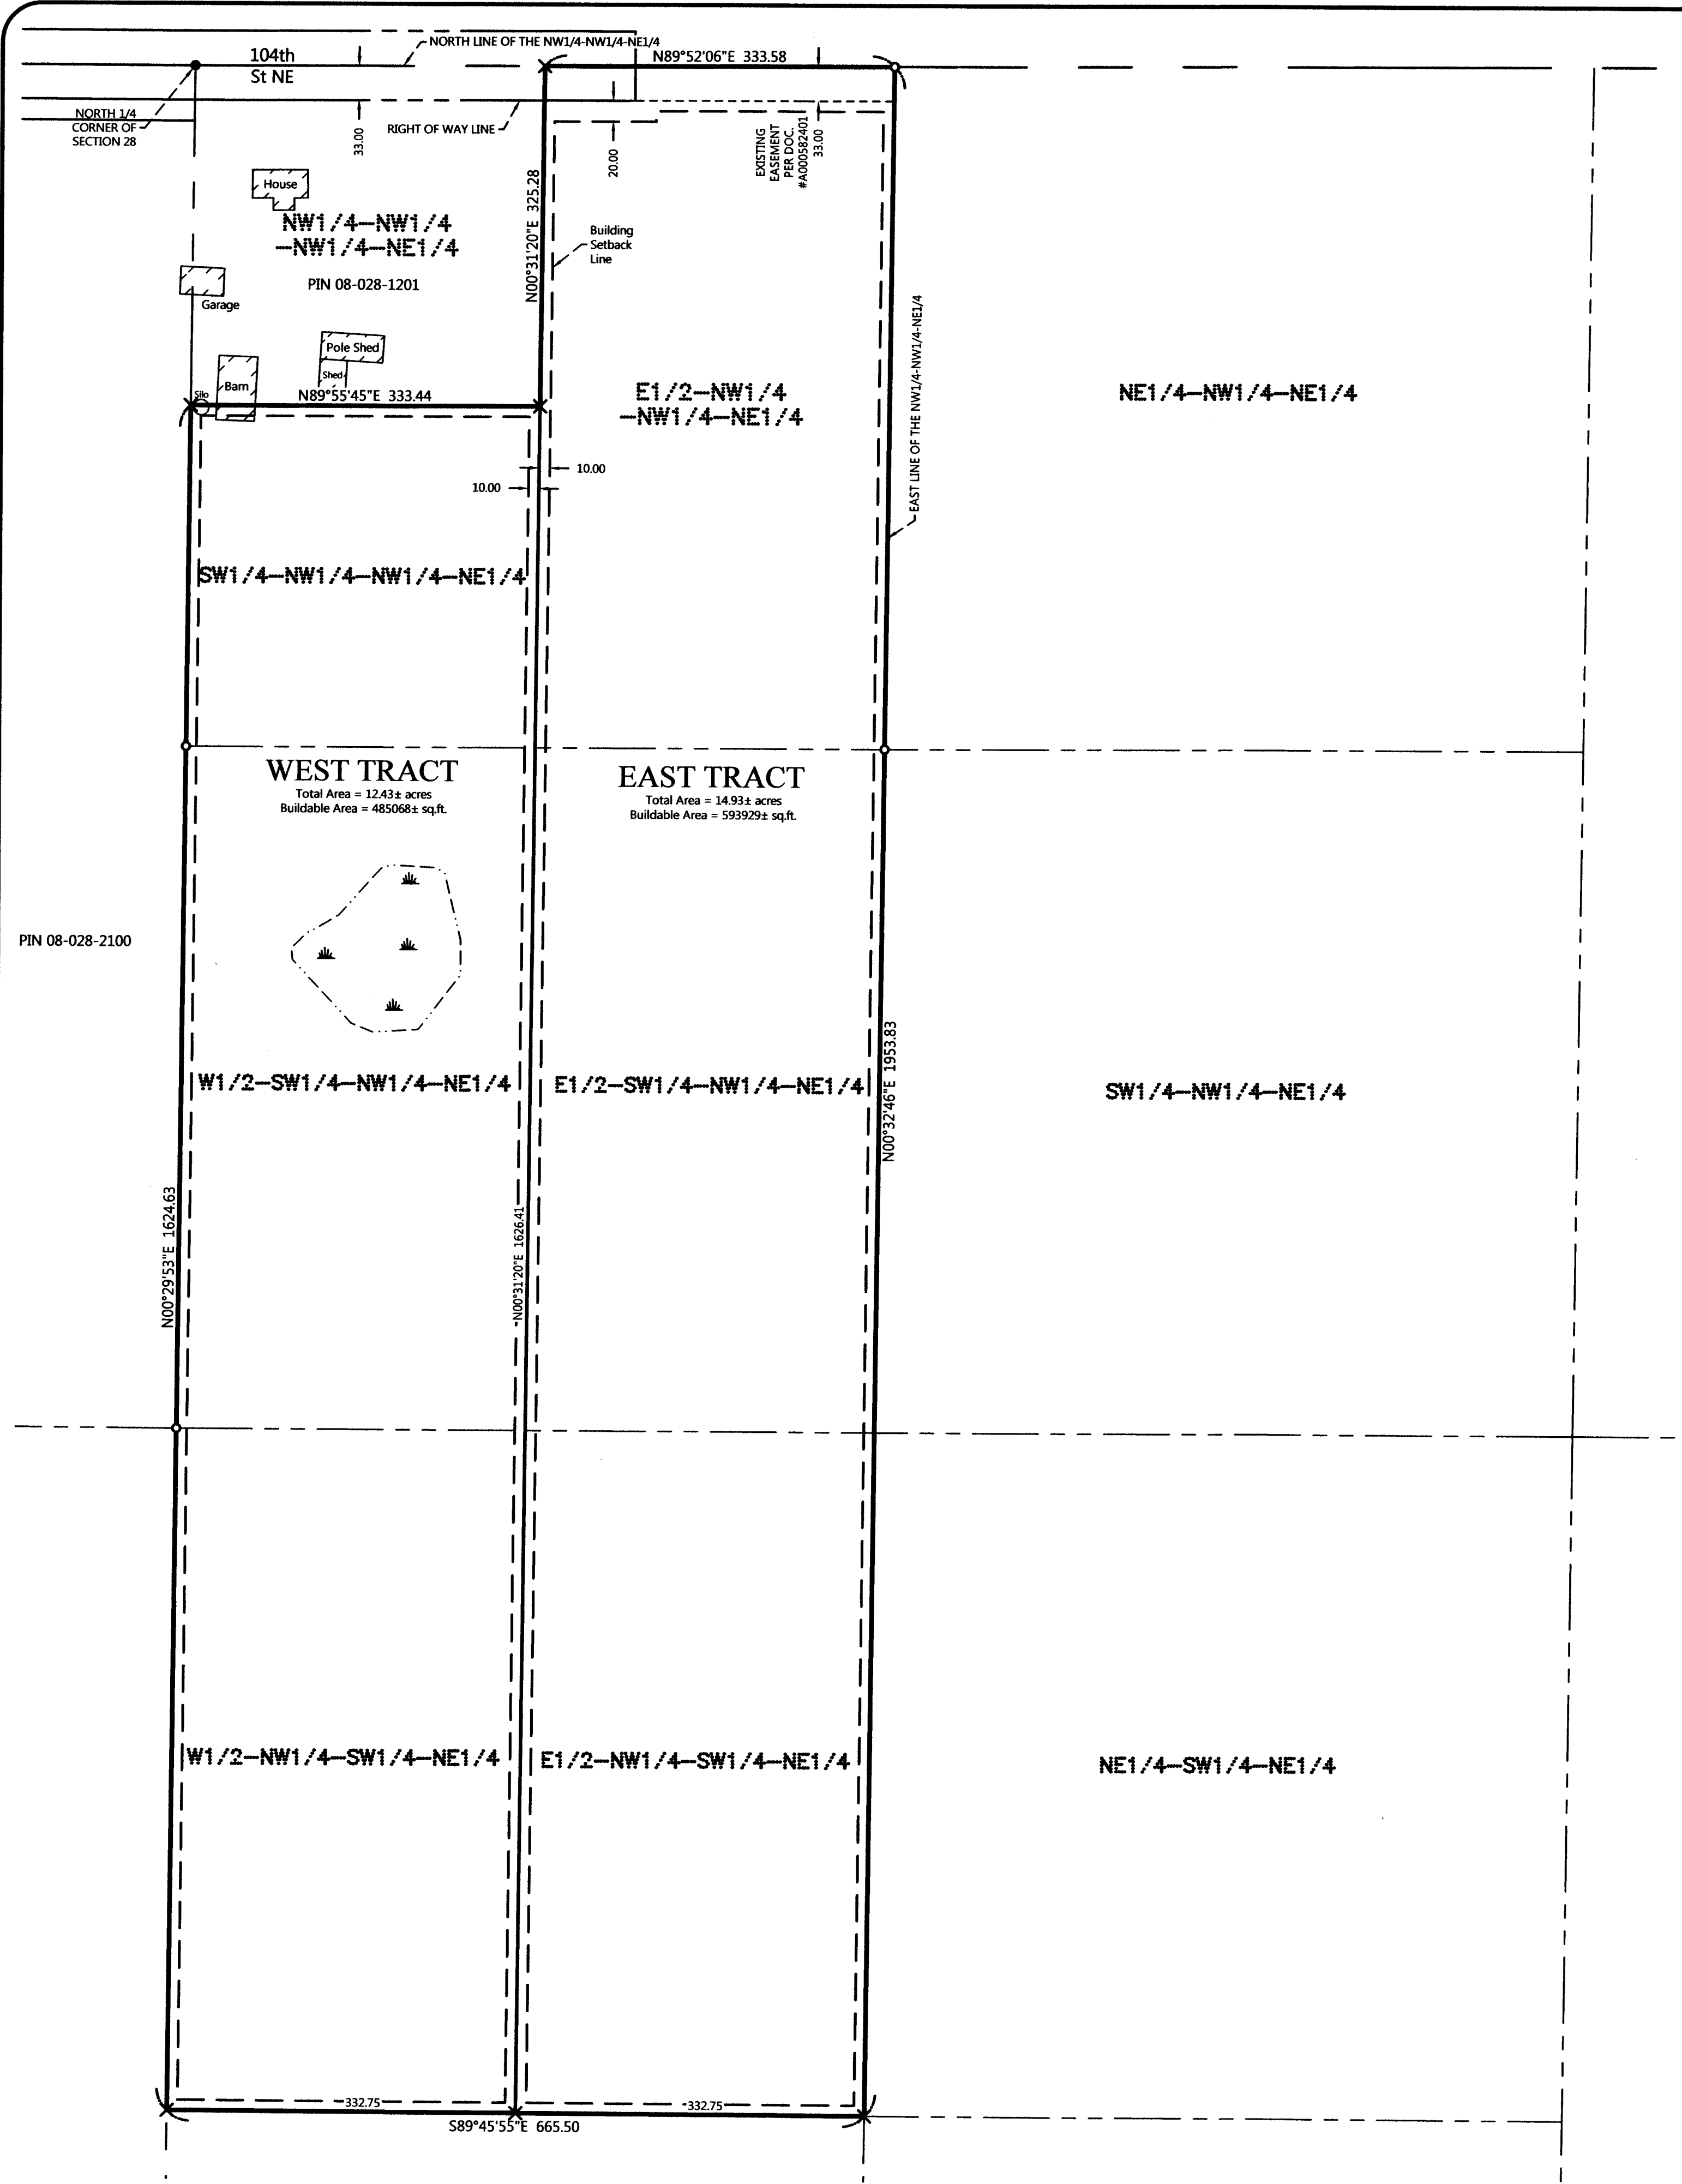 NORTH LINE OF THE NW1/4-NW1/4-NE1/4
104th
St NE
N89°52'06"E 333.58
NORTH 1/4
CORNER OF
SECTION 28
33.00
RIGHT OF WAY LINE
20.00
EXISTING
EASEMENT
PER DOC.
#A000582401
33.00
House
NW1/4-NW1/4
-NW1/4-NE1/4
PIN 08-028-1201
N00°31'20"E 325.28
Building
Setback
Line
Garage
Pole Shed
Shed
Barn
Silo
N89°55'45"E 333.44
E1/2-NW1/4
-NW1/4-NE1/4
EAST LINE OF THE NW1/4-NW1/4-NE1/4
NE1/4-NW1/4-NE1/4
10.00
10.00
SW1/4-NW1/4-NW1/4-NE1/4
WEST TRACT
Total Area = 12.43± acres
Buildable Area = 485068± sq.ft.
EAST TRACT
Total Area = 14.93± acres
Buildable Area = 593929± sq.ft.
PIN 08-028-2100
W1/2-SW1/4-NW1/4-NE1/4
E1/2-SW1/4-NW1/4-NE1/4
N00°32'46"E 1953.83
SW1/4-NW1/4-NE1/4
N00°29'53"E 1624.63
N00°31'20"E 1626.41
W1/2-NW1/4-SW1/4-NE1/4
E1/2-NW1/4-SW1/4-NE1/4
NE1/4-SW1/4-NE1/4
332.75
332.75
S89°45'55"E 665.50